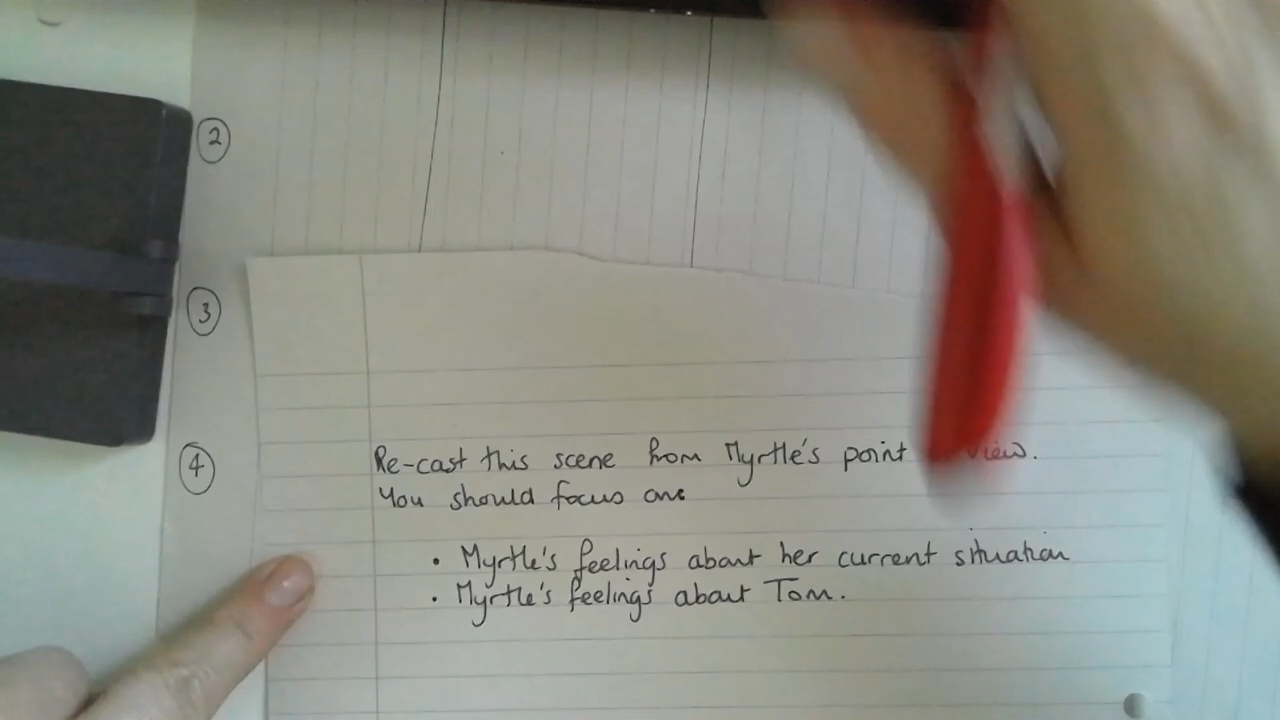 2
3
4
Re-cast this scene from Myrtle's point view.
You should focus one
• Myrtle's feelings about her current situation
• Myrtle's feelings about Tom.